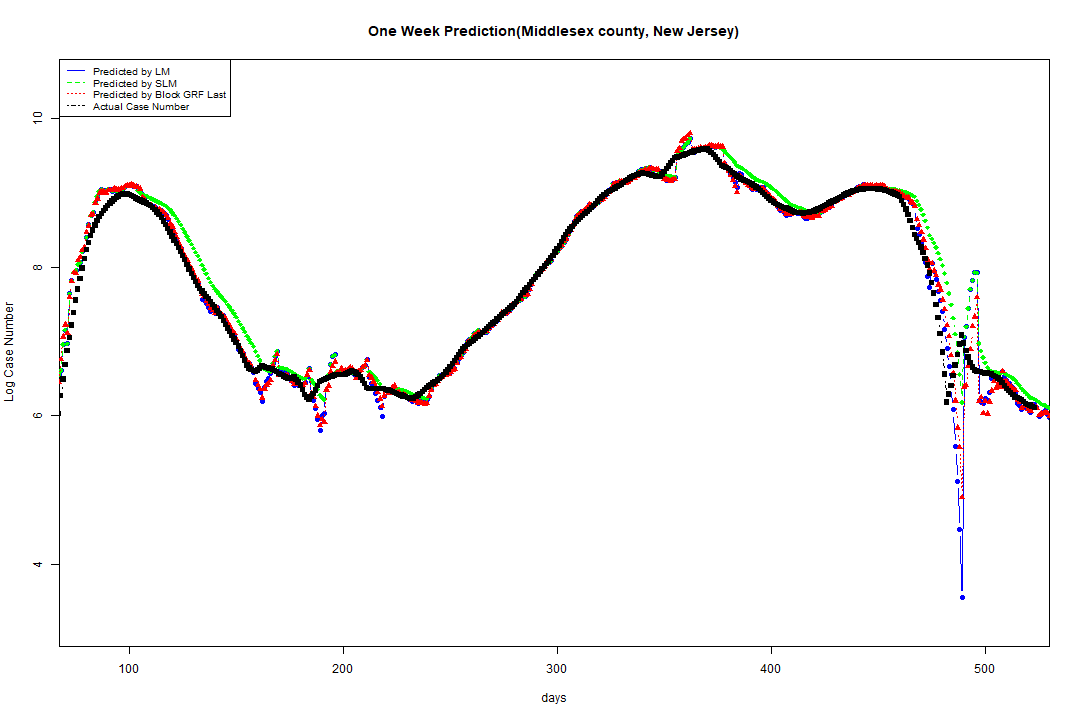 One Week Prediction(Middlesex county, New Jersey)
Predicted by LM
Predicted by SLM
Predicted by Block GRF Last
Actual Case Number
Log Case Number
10
8
6
4
100 200 300 400 500
days